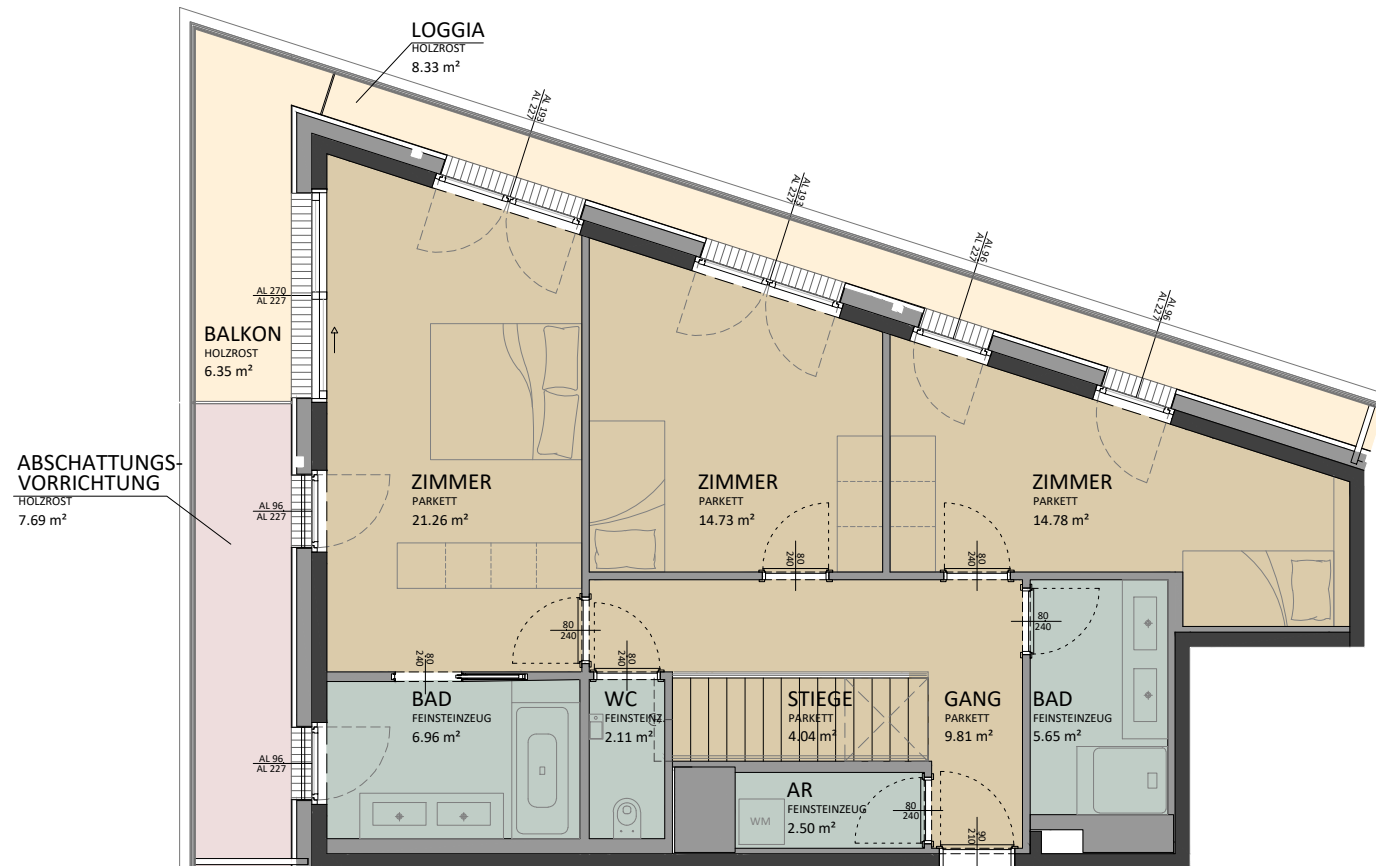 LOGGIA
HOLZROST
8.33 m²
AL 193
AL 227
AL 193
AL 227
AL 96
AL 227
AL 96
AL 227
AL 270
AL 227
BALKON
HOLZROST
6.35 m²
ABSCHATTUNGS-
VORRICHTUNG
HOLZROST
7.69 m²
AL 96
AL 227
ZIMMER
PARKETT
21.26 m²
ZIMMER
PARKETT
14.73 m²
ZIMMER
PARKETT
14.78 m²
80
240
80
240
80
240
80
240
80
240
80
240
BAD
FEINSTEINZEUG
6.96 m²
WC
FEINSTEINZ
2.11 m²
STIEGE
PARKETT
4.04 m²
GANG
PARKETT
9.81 m²
BAD
FEINSTEINZEUG
5.65 m²
AL 96
AL 227
AR
FEINSTEINZEUG
2.50 m²
WM
80
240
90
210